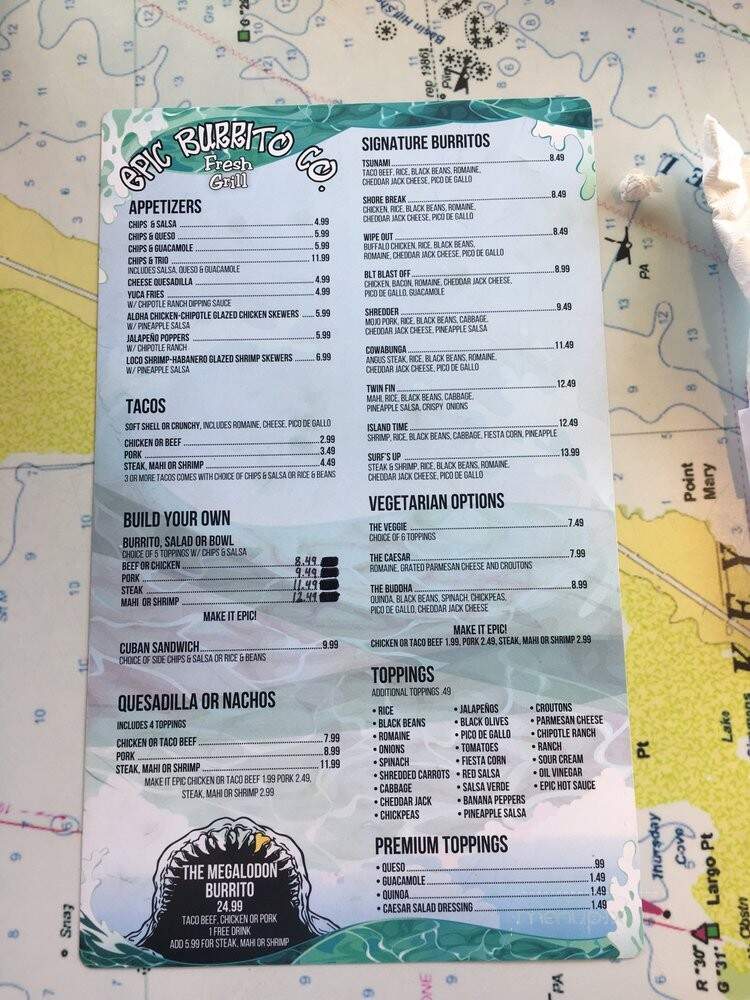 EPIC BURRITO CO.
Fresh
Grill
APPETIZERS
CHIPS & SALSA 4.99
CHIPS & QUESO 5.99
CHIPS & GUACAMOLE 5.99
CHIPS & TRIO 11.99
INCLUDES SALSA, QUESO & GUACAMOLE
CHEESE QUESADILLA 4.99
YUCA FRIES 4.99
W/ CHIPOTLE RANCH DIPPING SAUCE
ALOHA CHICKEN-CHIPOTLE GLAZED CHICKEN SKEWERS 5.99
W/ PINEAPPLE SALSA
JALAPEÑO POPPERS 5.99
W/ CHIPOTLE RANCH
LOCO SHRIMP-HABANERO GLAZED SHRIMP SKEWERS 6.99
W/ PINEAPPLE SALSA
TACOS
SOFT SHELL OR CRUNCHY, INCLUDES ROMAINE, CHEESE, PICO DE GALLO
CHICKEN OR BEEF 2.99
PORK 3.49
STEAK, MAHI OR SHRIMP 4.49
3 OR MORE TACOS COMES WITH CHOICE OF CHIPS & SALSA OR RICE & BEANS
BUILD YOUR OWN
BURRITO, SALAD OR BOWL
CHOICE OF 5 TOPPINGS W/ CHIPS & SALSA
BEEF OR CHICKEN 8.49
PORK 9.49
STEAK 11.49
MAHI OR SHRIMP 12.49
MAKE IT EPIC!
CUBAN SANDWICH 9.99
CHOICE OF SIDE CHIPS & SALSA OR RICE & BEANS
QUESADILLA OR NACHOS
INCLUDES 4 TOPPINGS
CHICKEN OR TACO BEEF 7.99
PORK 8.99
STEAK, MAHI OR SHRIMP 11.99
MAKE IT EPIC CHICKEN OR TACO BEEF 1.99 PORK 2.49,
STEAK, MAHI OR SHRIMP 2.99
THE MEGALODON
BURRITO
24.99
TACO BEEF, CHICKEN OR PORK
1 FREE DRINK
ADD 5.99 FOR STEAK, MAHI OR SHRIMP
SIGNATURE BURRITOS
TSUNAMI 8.49
TACO BEEF, RICE, BLACK BEANS, ROMAINE,
CHEDDAR JACK CHEESE, PICO DE GALLO
SHORE BREAK 8.49
CHICKEN, RICE, BLACK BEANS, ROMAINE,
CHEDDAR JACK CHEESE, PICO DE GALLO
WIPE OUT 8.49
BUFFALO CHICKEN, RICE, BLACK BEANS,
ROMAINE, CHEDDAR JACK CHEESE, PICO DE GALLO
BLT BLAST OFF 8.99
CHICKEN, BACON, ROMAINE, CHEDDAR JACK CHEESE,
PICO DE GALLO, GUACAMOLE
SHREDDER 9.49
MOJO PORK, RICE, BLACK BEANS, CABBAGE,
CHEDDAR JACK CHEESE, PINEAPPLE SALSA
COWABUNGA 11.49
ANGUS STEAK, RICE, BLACK BEANS, ROMAINE,
CHEDDAR JACK CHEESE, PICO DE GALLO
TWIN FIN 12.49
MAHI, RICE, BLACK BEANS, CABBAGE,
PINEAPPLE SALSA, CRISPY ONIONS
ISLAND TIME 12.49
SHRIMP, RICE, BLACK BEANS, CABBAGE, FIESTA CORN, PINEAPPLE
SURF'S UP 13.99
STEAK & SHRIMP, RICE, BLACK BEANS, ROMAINE,
CHEDDAR JACK CHEESE, PICO DE GALLO
VEGETARIAN OPTIONS
THE VEGGIE 7.49
CHOICE OF 6 TOPPINGS
THE CAESAR 7.99
ROMAINE, GRATED PARMESAN CHEESE AND CROUTONS
THE BUDDHA 8.99
QUINOA, BLACK BEANS, SPINACH, CHICKPEAS,
PICO DE GALLO, CHEDDAR JACK CHEESE
MAKE IT EPIC!
CHICKEN OR TACO BEEF 1.99, PORK 2.49, STEAK, MAHI OR SHRIMP 2.99
TOPPINGS
ADDITIONAL TOPPINGS .49
• RICE
• BLACK BEANS
• ROMAINE
• ONIONS
• SPINACH
• SHREDDED CARROTS
• CABBAGE
• CHEDDAR JACK
• CHICKPEAS
• JALAPEÑOS
• BLACK OLIVES
• PICO DE GALLO
• TOMATOES
• FIESTA CORN
• RED SALSA
• SALSA VERDE
• BANANA PEPPERS
• PINEAPPLE SALSA
• CROUTONS
• PARMESAN CHEESE
• CHIPOTLE RANCH
• RANCH
• SOUR CREAM
• OIL VINEGAR
• EPIC HOT SAUCE
PREMIUM TOPPINGS
• QUESO .99
• GUACAMOLE 1.49
• QUINOA 1.49
• CAESAR SALAD DRESSING 1.49
Point
Mary
KEY
Lake
Pt
Thursday
Cove
Largo Pt
R "30"
G "31"
PA
PA